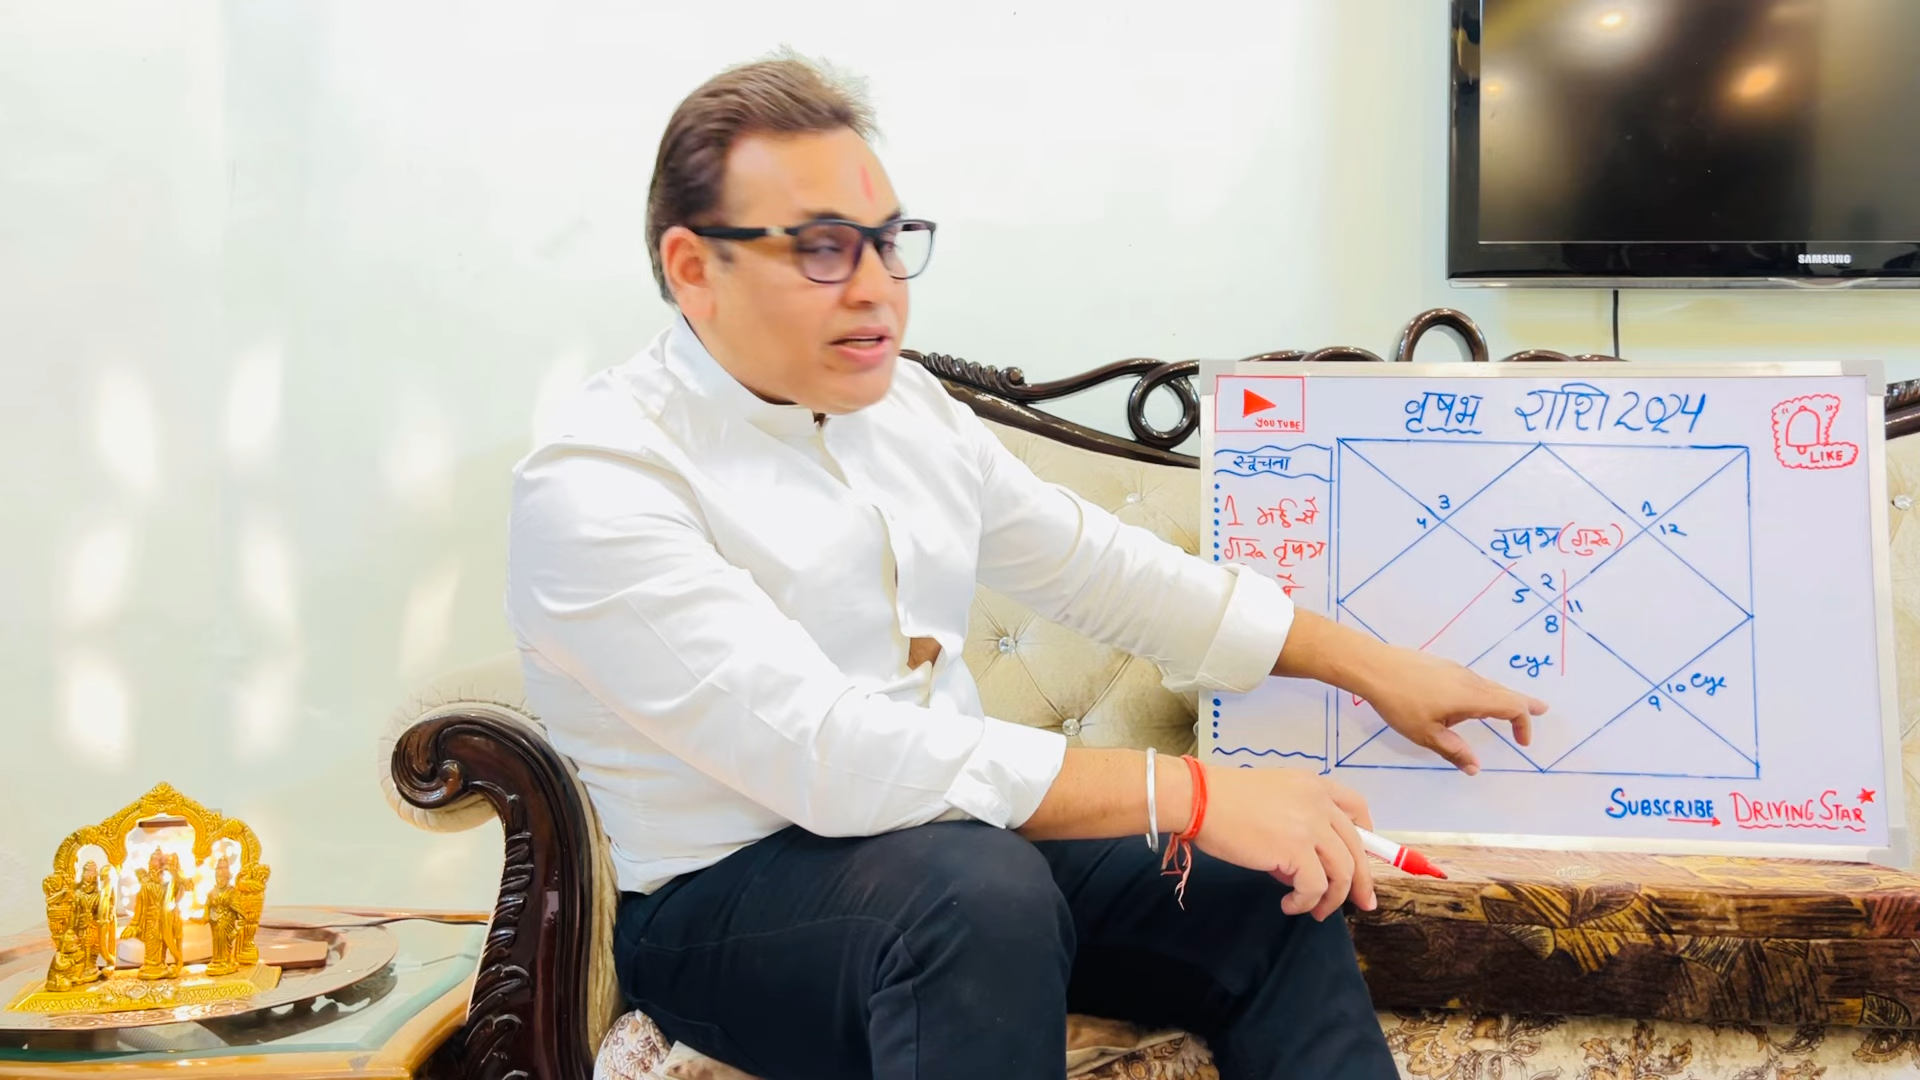 SAMSUNG
वृषभ राशि 2024
YOUTUBE
LIKE
सूचना
1 मई से
गुरू वृषभ
में
3
4
1
12
वृषभ (गुरू)
2
5
11
8
eye
10 eye
9
SUBSCRIBE DRIVING STAR